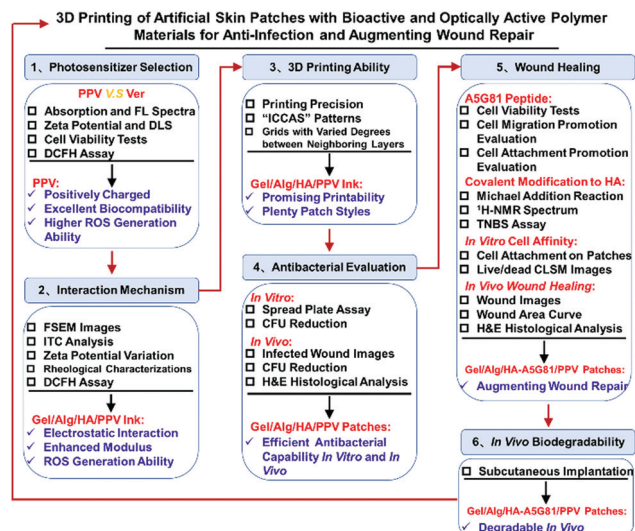 3D Printing of Artificial Skin Patches with Bioactive and Optically Active Polymer
Materials for Anti-Infection and Augmenting Wound Repair
1、Photosensitizer Selection
PPV V.S Ver
Absorption and FL Spectra
Zeta Potential and DLS
Cell Viability Tests
DCFH Assay
PPV:
Positively Charged
Excellent Biocompatibility
Higher ROS Generation
Ability
2、Interaction Mechanism
FSEM Images
ITC Analysis
Zeta Potential Variation
Rheological Characterizations
DCFH Assay
Gel/Alg/HA/PPV Ink:
Electrostatic Interaction
Enhanced Modulus
ROS Generation Ability
3、3D Printing Ability
Printing Precision
“ICCAS” Patterns
Grids with Varied Degrees
between Neighboring Layers
Gel/Alg/HA/PPV Ink:
Promising Printability
Plenty Patch Styles
4、Antibacterial Evaluation
In Vitro:
Spread Plate Assay
CFU Reduction
In Vivo:
Infected Wound Images
CFU Reduction
H&E Histological Analysis
Gel/Alg/HA/PPV Patches:
Efficient Antibacterial
Capability In Vitro and In
Vivo
5、Wound Healing
A5G81 Peptide:
Cell Viability Tests
Cell Migration Promotion
Evaluation
Cell Attachment Promotion
Evaluation
Covalent Modification to HA:
Michael Addition Reaction
¹H-NMR Spectrum
TNBS Assay
In Vitro Cell Affinity:
Cell Attachment on Patches
Live/dead CLSM Images
In Vivo Wound Healing:
Wound Images
Wound Area Curve
H&E Histological Analysis
Gel/Alg/HA-A5G81/PPV Patches:
Augmenting Wound Repair
6、In Vivo Biodegradability
Subcutaneous Implantation
Gel/Alg/HA-A5G81/PPV Patches:
Degradable In Vivo